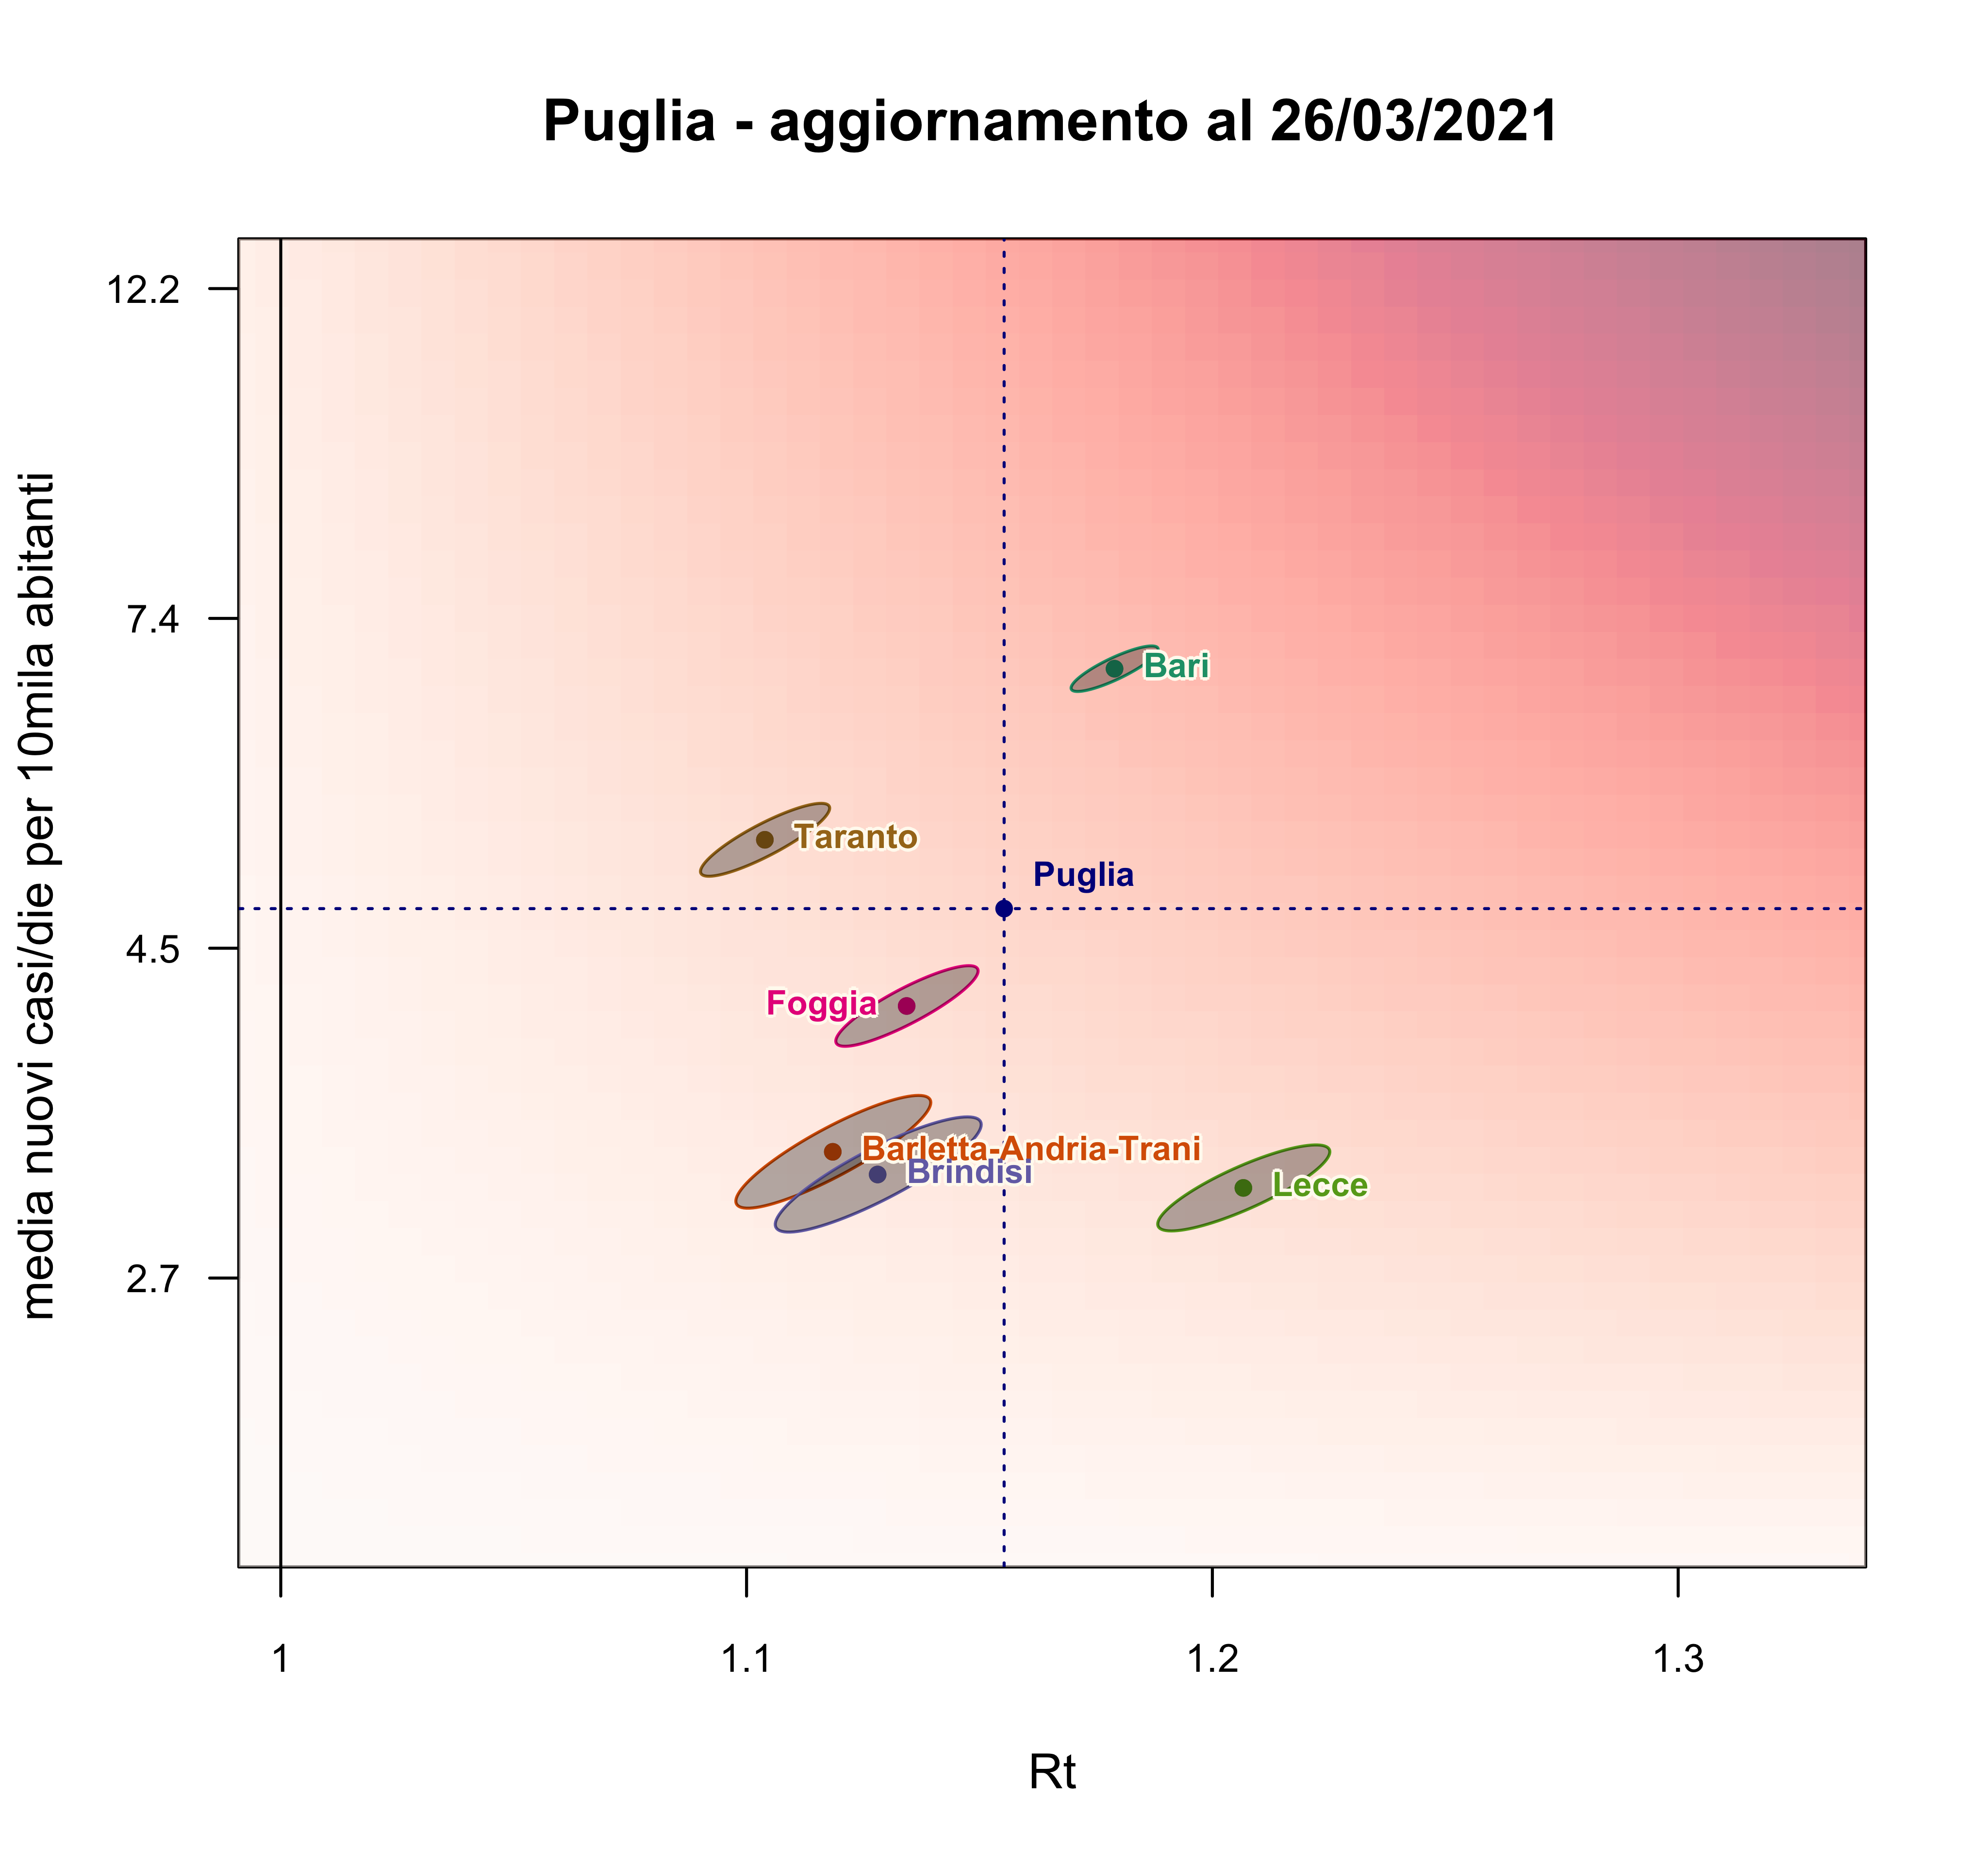 Puglia - aggiornamento al 26/03/2021
media nuovi casi/die per 10mila abitanti
12.2
7.4
4.5
2.7
Bari
Taranto
Puglia
Foggia
Barletta-Andria-Trani
Brindisi
Lecce
1
1.1
1.2
1.3
Rt